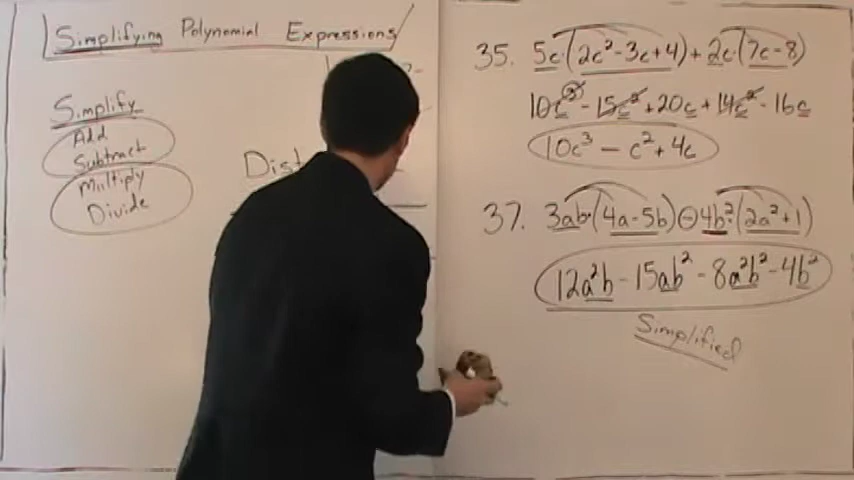 Simplifying Polynomial Expressions
Simplify
Add
Subtract
Multiply
Divide
Dist
35. 5c·(2c²-3c+4)+2c·(7c-8)
10c³ - 15c² + 20c + 14c² - 16c
10c³ - c² + 4c
37. 3ab·(4a-5b)-4b²·(2a²+1)
12a²b - 15ab² - 8a²b² - 4b²
Simplified